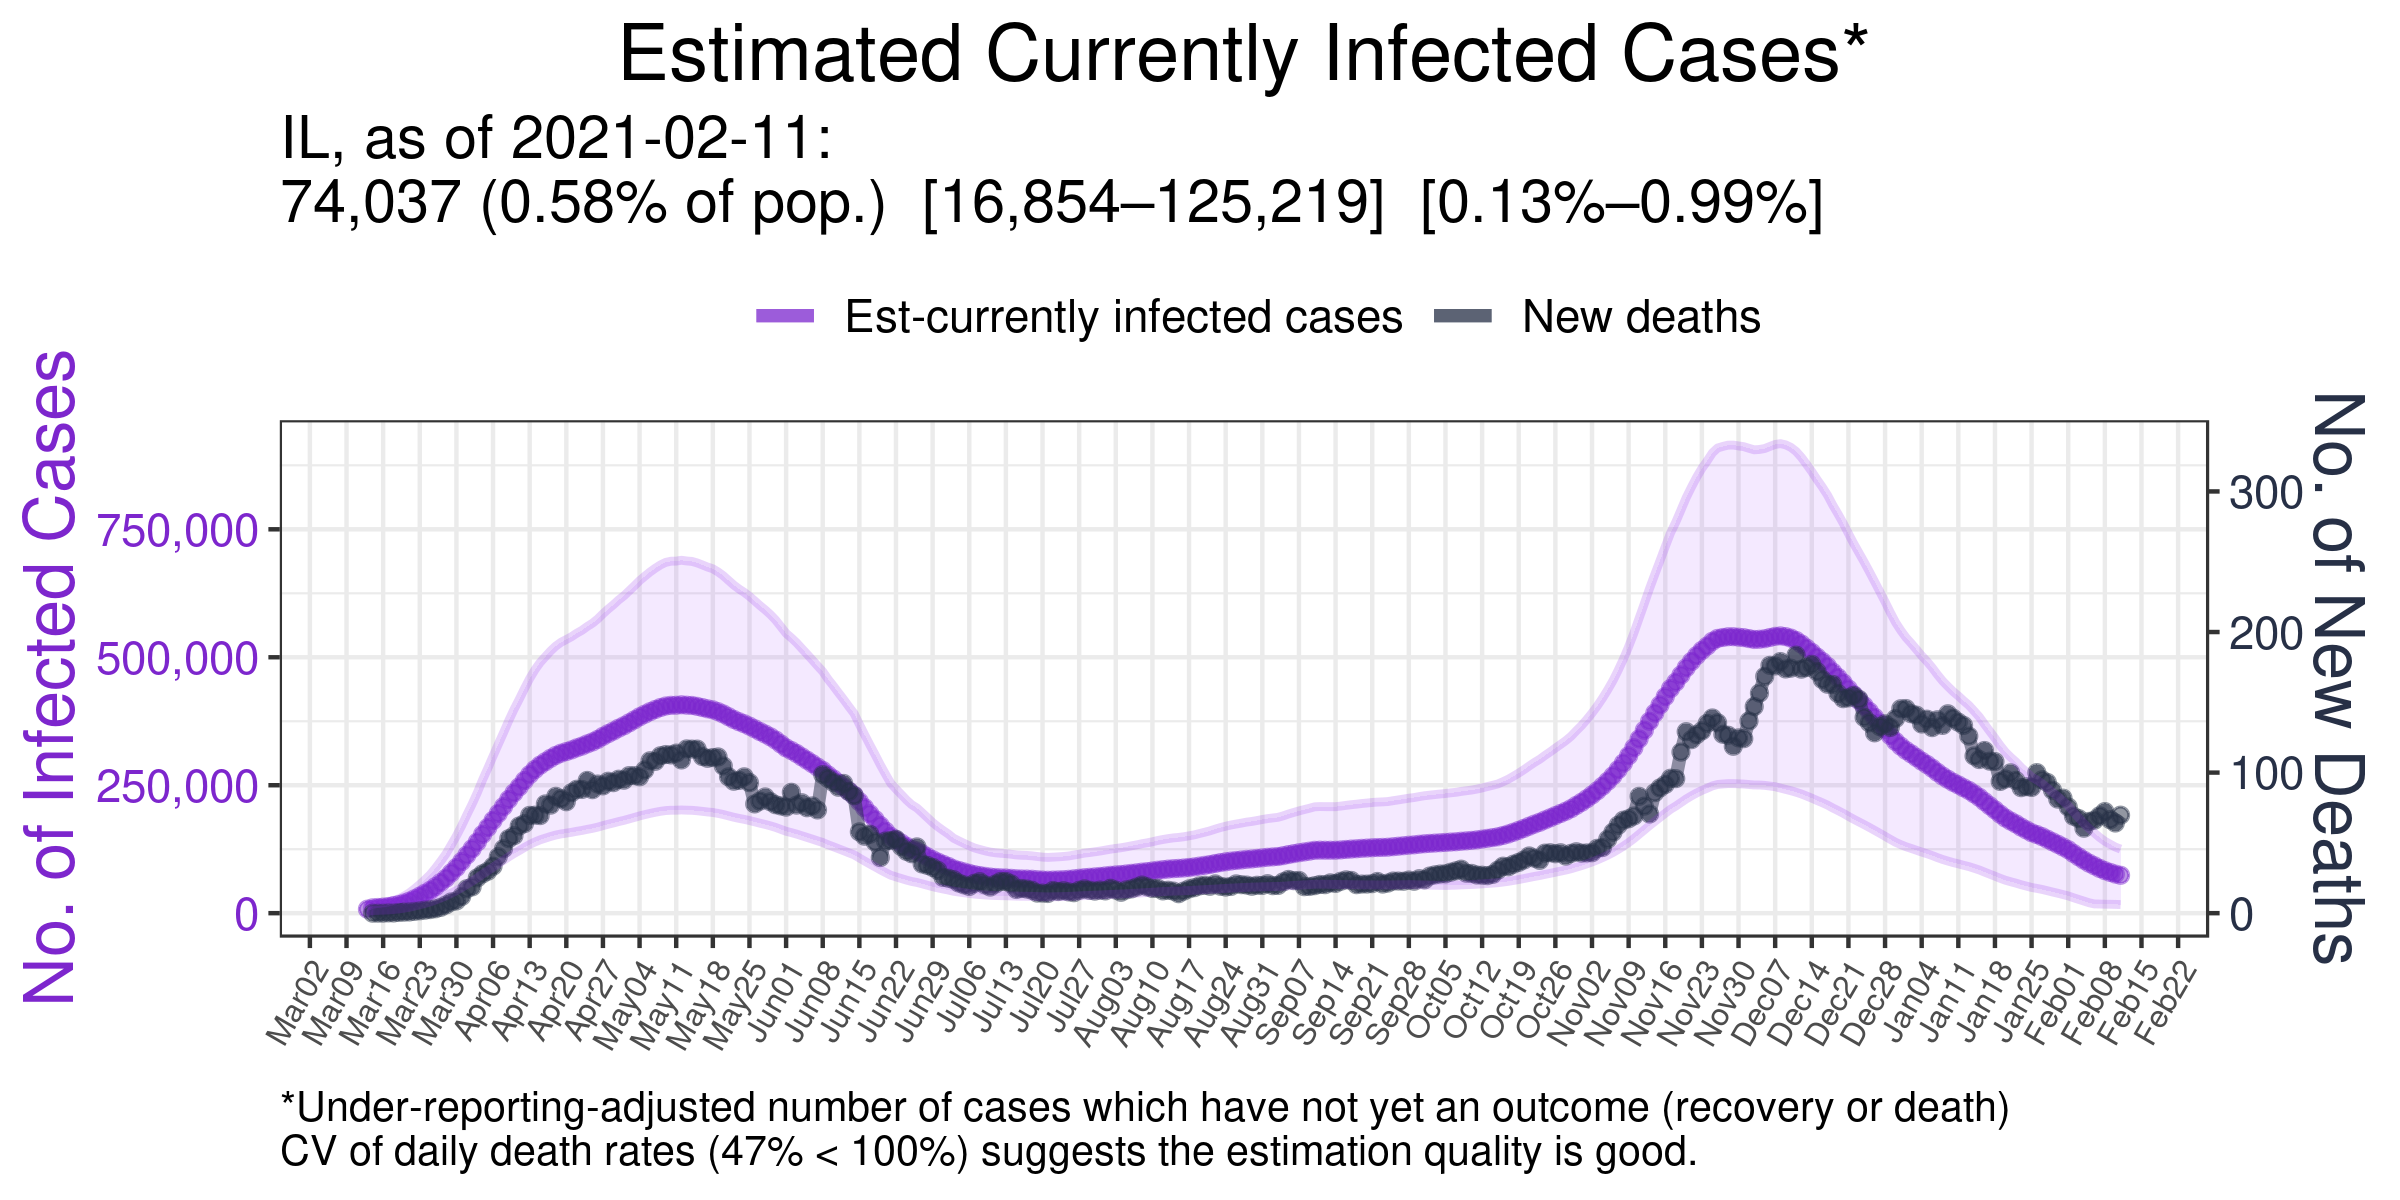 Estimated Currently Infected Cases*
IL, as of 2021-02-11:
74,037 (0.58% of pop.) [16,854–125,219] [0.13%–0.99%]
Est-currently infected cases
New deaths
No. of Infected Cases
750,000
500,000
250,000
0
300
200
100
0
No. of New Deaths
Mar02
Mar09
Mar16
Mar23
Mar30
Apr06
Apr13
Apr20
Apr27
May04
May11
May18
May25
Jun01
Jun08
Jun15
Jun22
Jun29
Jul06
Jul13
Jul20
Jul27
Aug03
Aug10
Aug17
Aug24
Aug31
Sep07
Sep14
Sep21
Sep28
Oct05
Oct12
Oct19
Oct26
Nov02
Nov09
Nov16
Nov23
Nov30
Dec07
Dec14
Dec21
Dec28
Jan04
Jan11
Jan18
Jan25
Feb01
Feb08
Feb15
Feb22
*Under-reporting-adjusted number of cases which have not yet an outcome (recovery or death)
CV of daily death rates (47% < 100%) suggests the estimation quality is good.